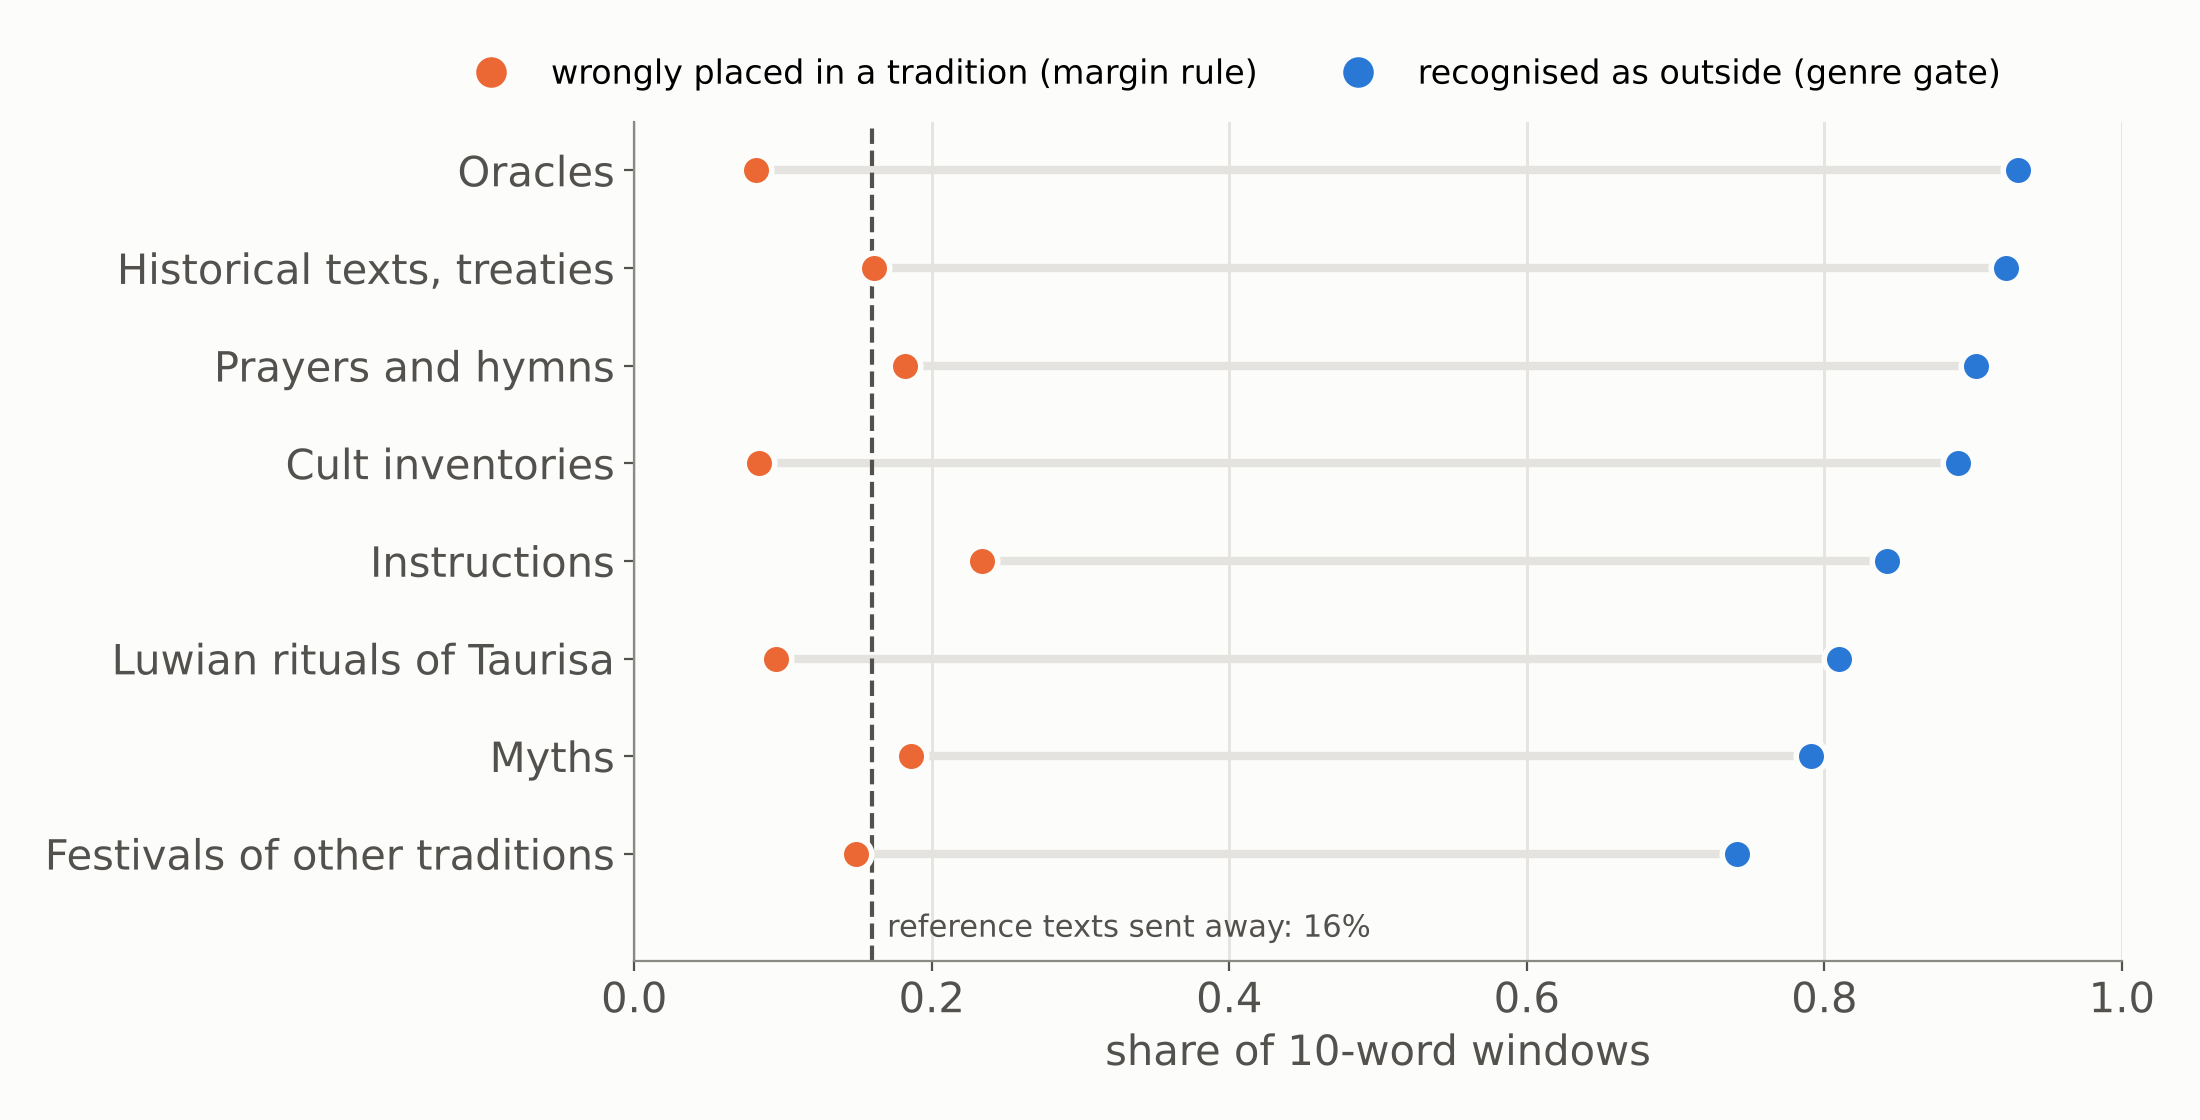 wrongly placed in a tradition (margin rule) recognised as outside (genre gate)
Oracles
Historical texts, treaties
Prayers and hymns
Cult inventories
Instructions
Luwian rituals of Taurisa
Myths
Festivals of other traditions
reference texts sent away: 16%
0.0 0.2 0.4 0.6 0.8 1.0
share of 10-word windows